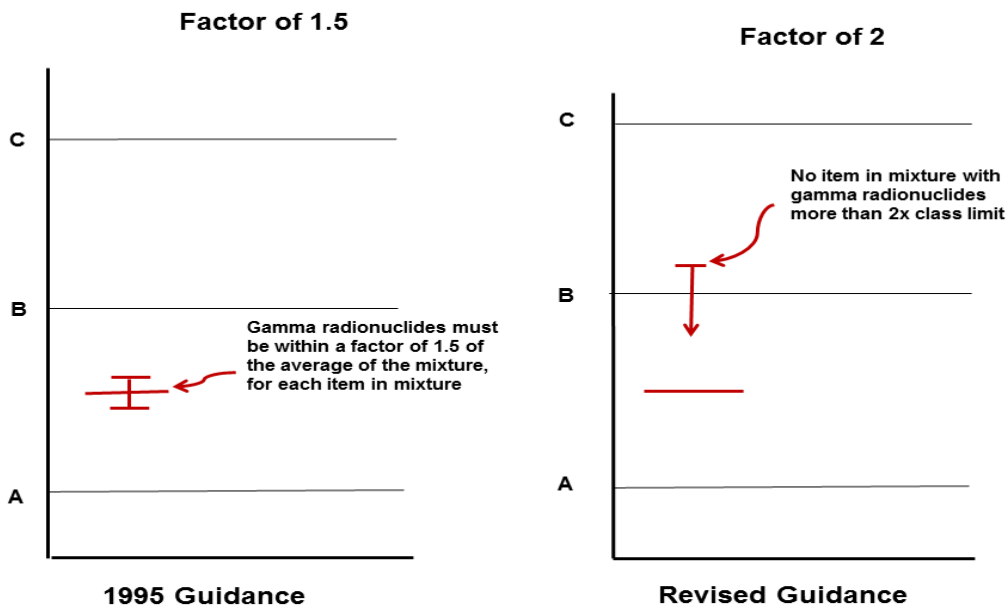 Factor of 1.5
C
B
Gamma radionuclides must
be within a factor of 1.5 of
the average of the mixture,
for each item in mixture
A
1995 Guidance
Factor of 2
C
No item in mixture with
gamma radionuclides
more than 2x class limit
B
A
Revised Guidance